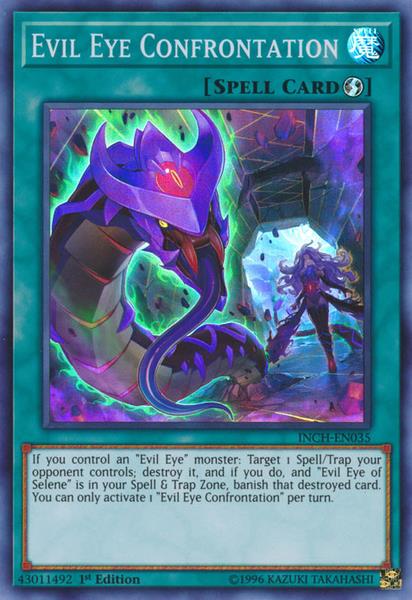 EVIL EYE CONFRONTATION
SPELL
魔
[SPELL CARD]
INCH-EN035
If you control an "Evil Eye" monster: Target 1 Spell/Trap your
opponent controls; destroy it, and if you do, and "Evil Eye of
Selene" is in your Spell & Trap Zone, banish that destroyed card.
You can only activate 1 "Evil Eye Confrontation" per turn.
43011492 1st Edition ©1996 KAZUKI TAKAHASHI